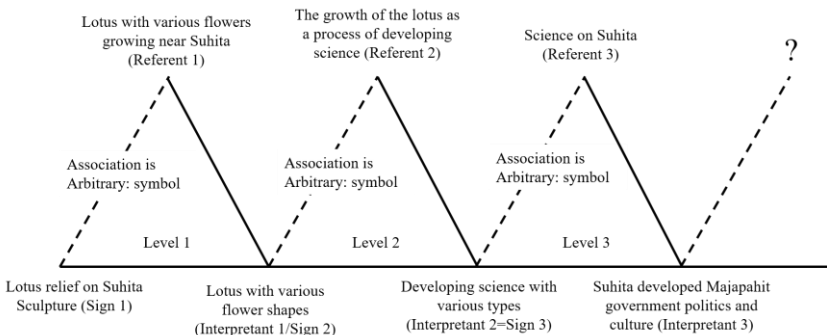 Lotus with various flowers
growing near Suhita
(Referent 1)
The growth of the lotus as
a process of developing
science (Referent 2)
Science on Suhita
(Referent 3)
?
Association is
Arbitrary: symbol
Association is
Arbitrary: symbol
Association is
Arbitrary: symbol
Level 1
Level 2
Level 3
Lotus relief on Suhita
Sculpture (Sign 1)
Lotus with various
flower shapes
(Interpretant 1/Sign 2)
Developing science with
various types
(Interpretant 2=Sign 3)
Suhita developed Majapahit
government politics and
culture (Interpretant 3)